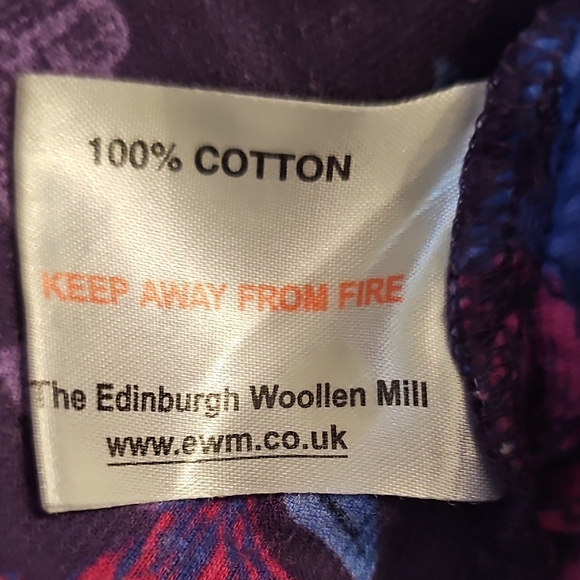 100% COTTON
KEEP AWAY FROM FIRE
The Edinburgh Woollen Mill
www.ewm.co.uk